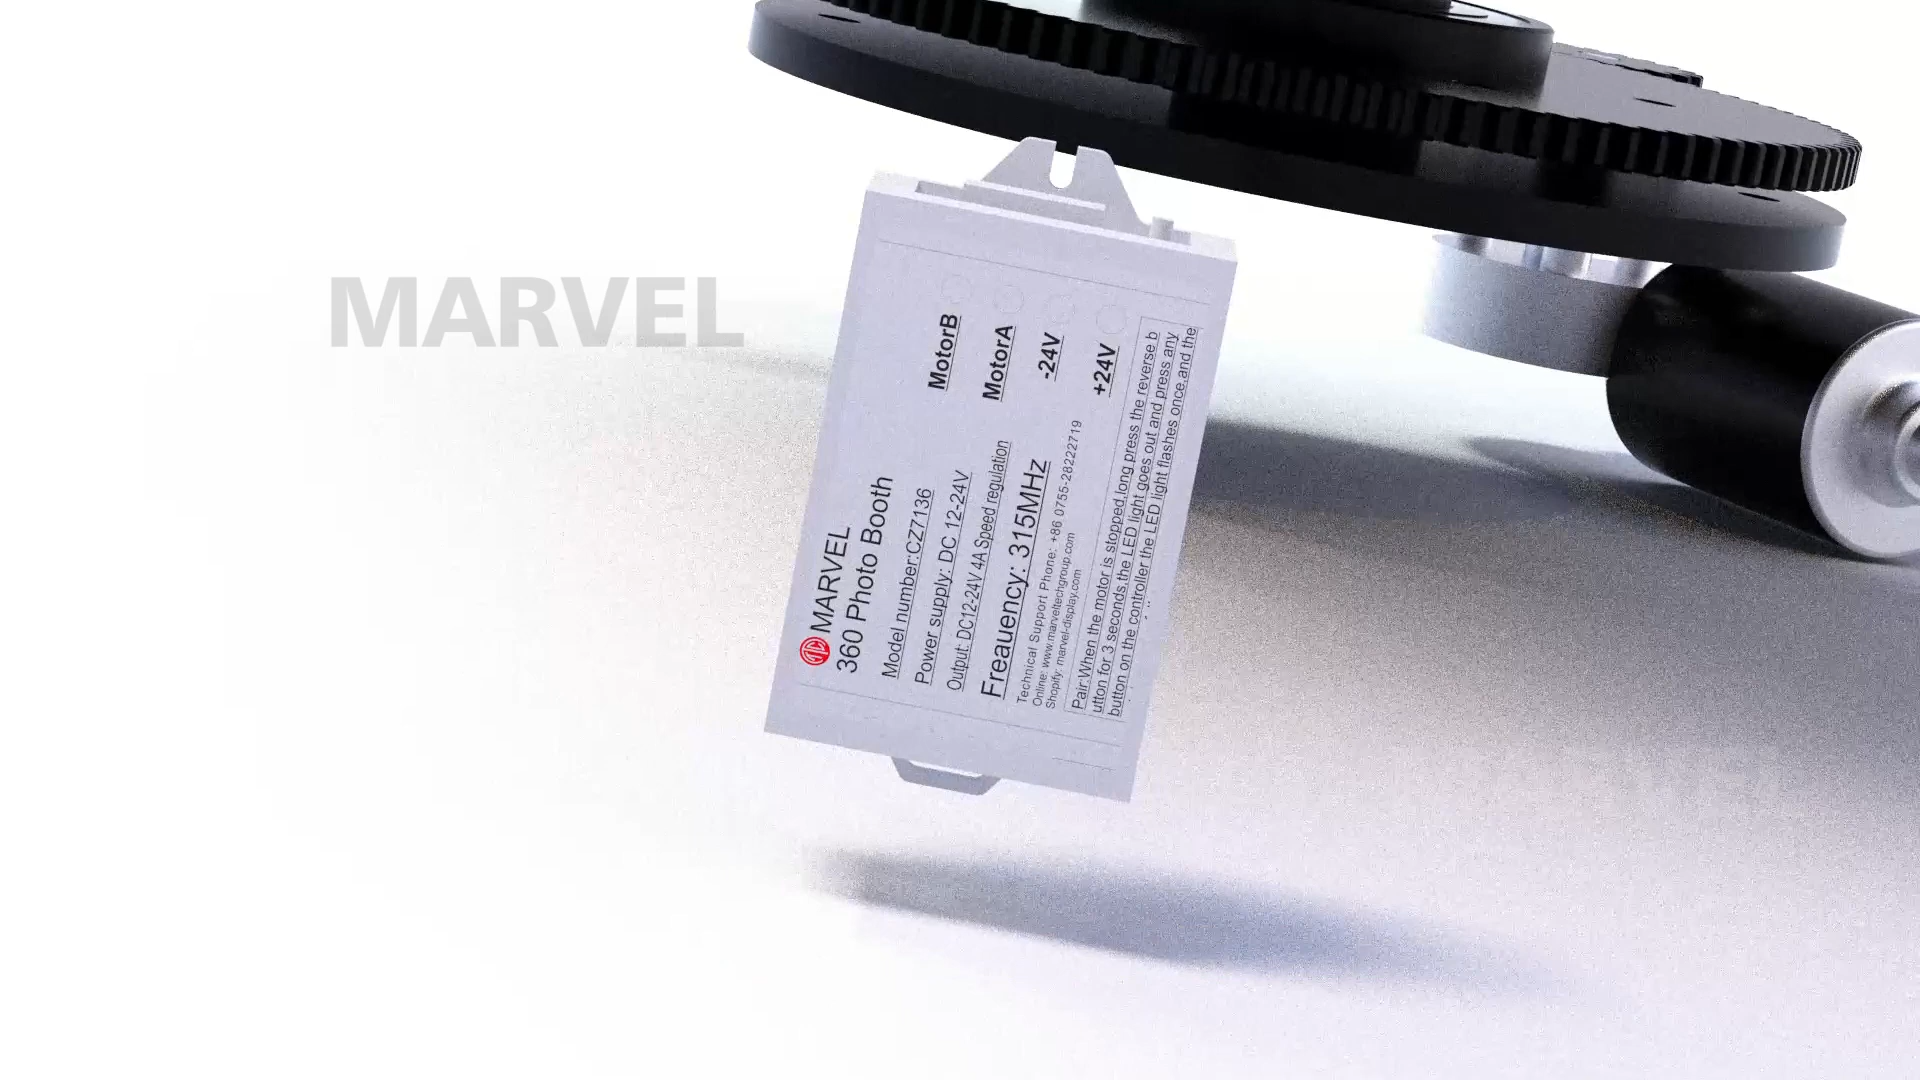 MARVEL
MARVEL
360 Photo Booth
Model number:CZ7136
Power supply: DC 12-24V
Output: DC12-24V 4A Speed regulation
Freauency: 315MHz
Technical Support Phone: +86 0755-28222719
Online: www.marveltechgroup.com
Shopify: marvel-display.com
Pair:When the motor is stopped,long press the reverse b
utton for 3 seconds,the LED light goes out and press any
button on the controller the LED light flashes once,and the
MotorB
MotorA
-24V
+24V